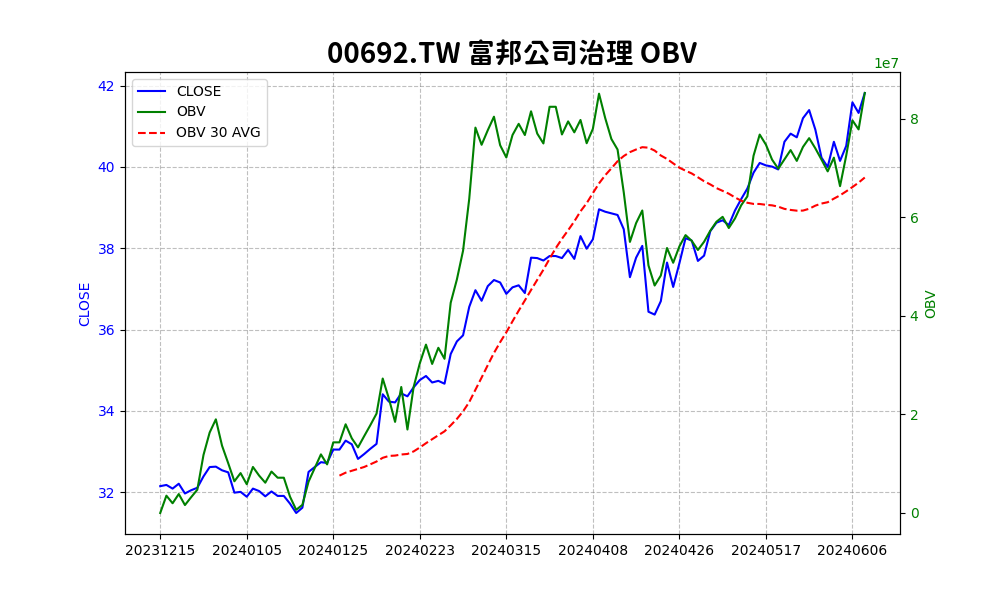 00692.TW 富邦公司治理 OBV
1e7
CLOSE
OBV
OBV 30 AVG
42
40
38
36
34
32
CLOSE
8
6
4
2
0
OBV
20231215 20240105 20240125 20240223 20240315 20240408 20240426 20240517 20240606